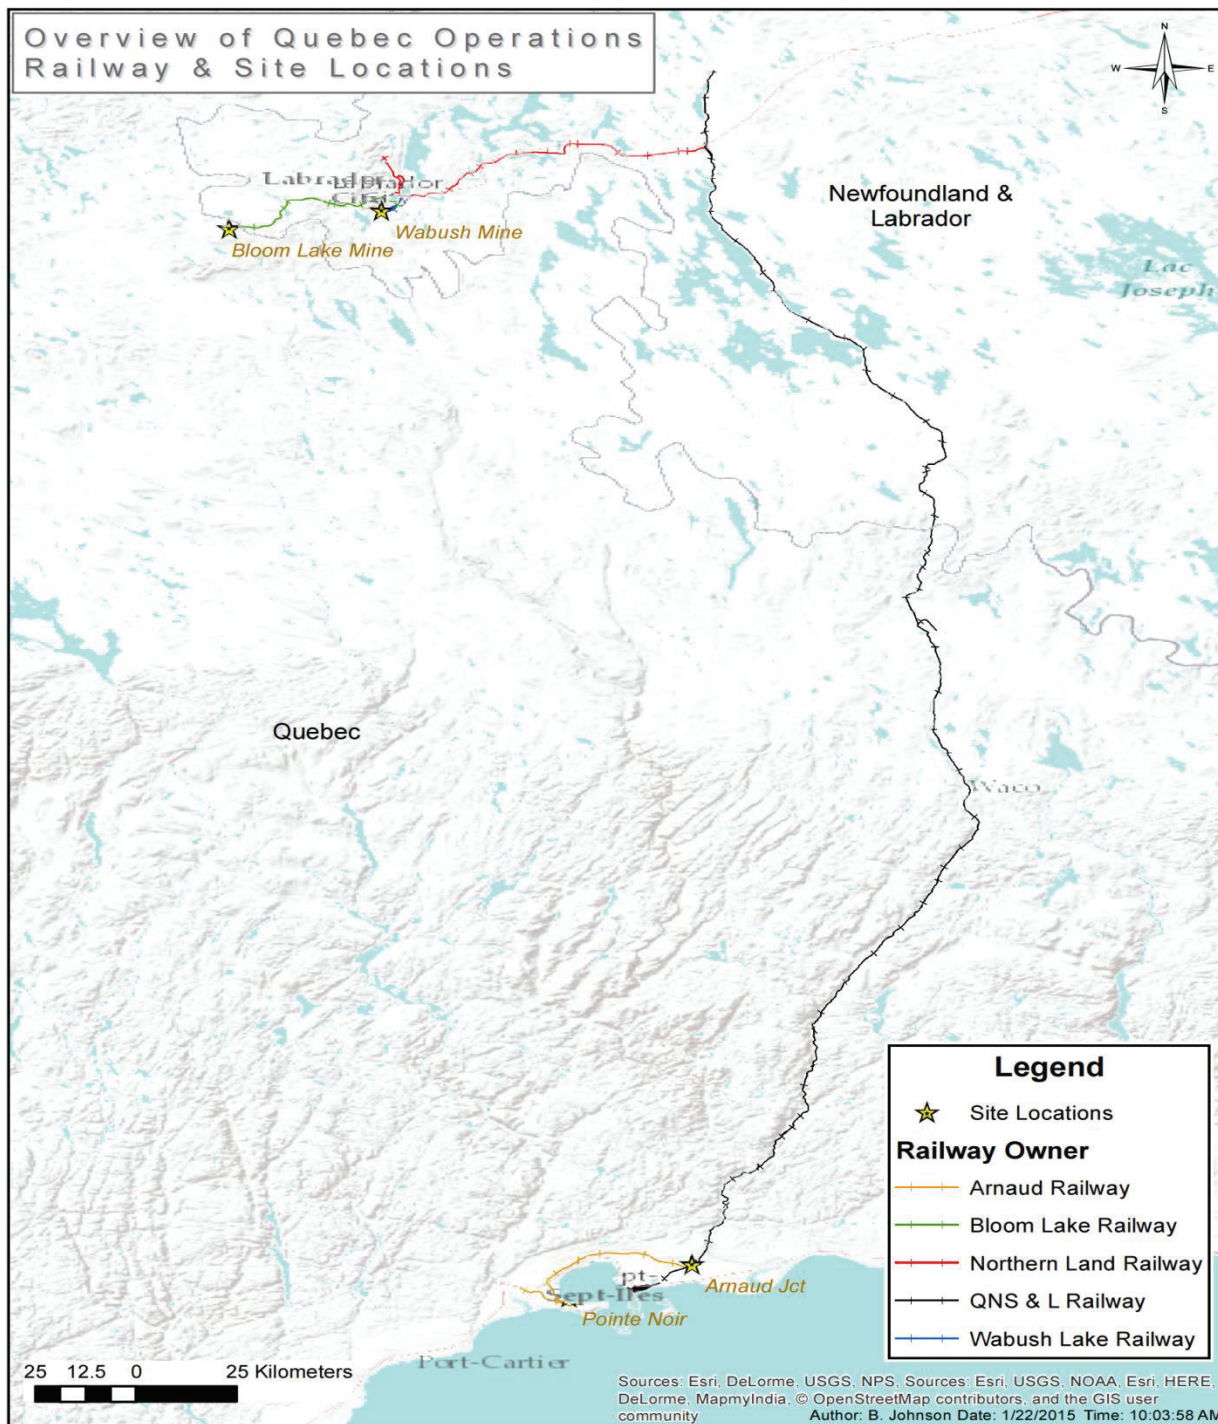 Overview of Quebec Operations
Railway & Site Locations
N
W
E
S
Labrador
City
Newfoundland &
Labrador
Wabush Mine
Bloom Lake Mine
Lac
Joseph
Quebec
Waco
Legend
Site Locations
Railway Owner
Arnaud Railway
Bloom Lake Railway
Northern Land Railway
QNS & L Railway
Wabush Lake Railway
pt-
Sept-Iles
Arnaud Jct
Pointe Noir
Port-Cartier
25 12.5 0 25 Kilometers
Sources: Esri, DeLorme, USGS, NPS, Sources: Esri, USGS, NOAA, Esri, HERE,
DeLorme, MapmyIndia, © OpenStreetMap contributors, and the GIS user
community
Author: B. Johnson Date: 1/22/2015 Time: 10:03:58 AM